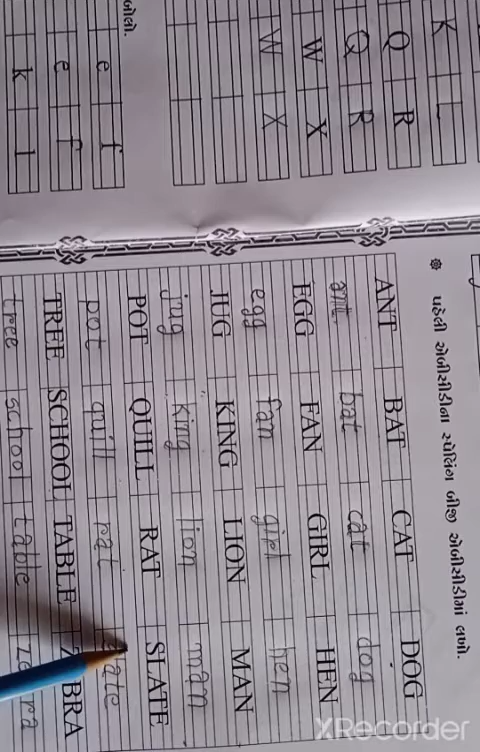 K L
Q R
Q R
W X
W X
બોલો.
e f
e f
k l
❋ પહેલી એબીસીડીના સ્પેલિંગ બીજી એબીસીડીમાં લખો.
ANT BAT CAT DOG
ant bat cat dog
EGG FAN GIRL HEN
egg fan girl hen
JUG KING LION MAN
jug king lion man
POT QUILL RAT SLATE
pot quill rat slate
TREE SCHOOL TABLE ZEBRA
tree school table zebra
XRecorder